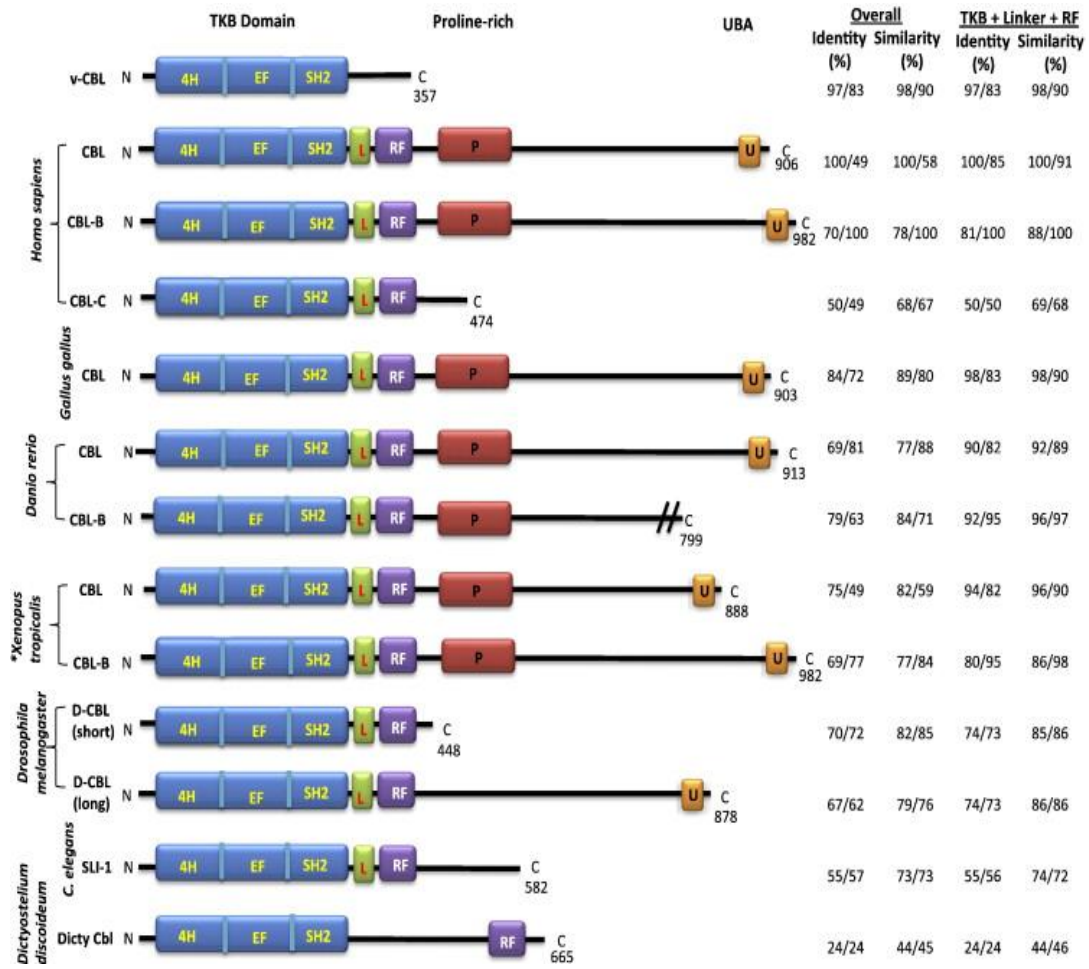 TKB Domain Proline-rich UBA Overall TKB + Linker + RF
Identity Similarity Identity Similarity
(%) (%) (%) (%)
v-CBL N 4H EF SH2 C
357 97/83 98/90 97/83 98/90
Homo sapiens
CBL N 4H EF SH2 L RF P U C
906 100/49 100/58 100/85 100/91
CBL-B N 4H EF SH2 L RF P U C
982 70/100 78/100 81/100 88/100
CBL-C N 4H EF SH2 L RF C
474 50/49 68/67 50/50 69/68
Gallus gallus
CBL N 4H EF SH2 L RF P U C
903 84/72 89/80 98/83 98/90
Danio rerio
CBL N 4H EF SH2 L RF P U C
913 69/81 77/88 90/82 92/89
CBL-B N 4H EF SH2 L RF P C
799 79/63 84/71 92/95 96/97
*Xenopus
tropicalis
CBL N 4H EF SH2 L RF P U C
888 75/49 82/59 94/82 96/90
CBL-B N 4H EF SH2 L RF P U C
982 69/77 77/84 80/95 86/98
Drosophila
melanogaster
D-CBL
(short) N 4H EF SH2 L RF C
448 70/72 82/85 74/73 85/86
D-CBL
(long) N 4H EF SH2 L RF U C
878 67/62 79/76 74/73 86/86
C. elegans
SLI-1 N 4H EF SH2 L RF C
582 55/57 73/73 55/56 74/72
Dictyostelium
discoideum
Dicty Cbl N 4H EF SH2 RF C
665 24/24 44/45 24/24 44/46